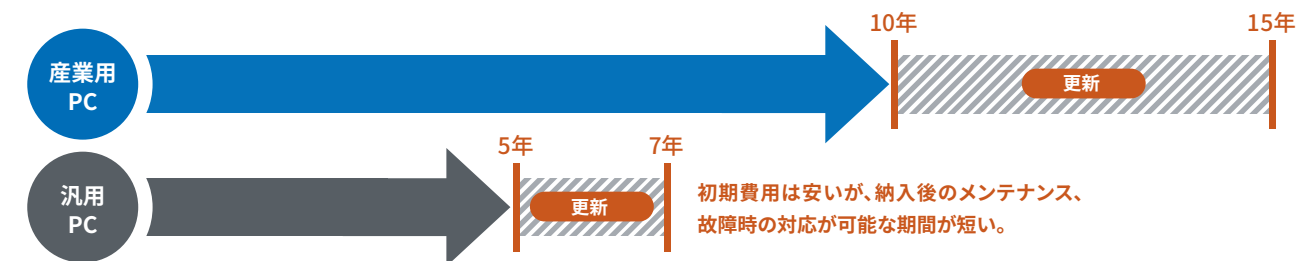 10年
15年
産業用
PC
更新
5年
7年
汎用
PC
更新
初期費用は安いが、納入後のメンテナンス、
故障時の対応が可能な期間が短い。